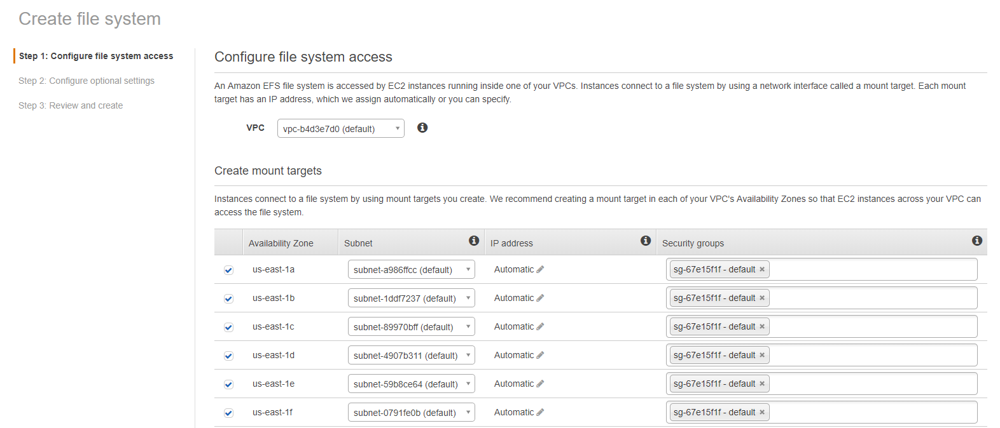 Create file system
Step 1: Configure file system access
Step 2: Configure optional settings
Step 3: Review and create
Configure file system access
An Amazon EFS file system is accessed by EC2 instances running inside one of your VPCs. Instances connect to a file system by using a network interface called a mount target. Each mount
target has an IP address, which we assign automatically or you can specify.
VPC vpc-b4d3e7d0 (default)
Create mount targets
Instances connect to a file system by using mount targets you create. We recommend creating a mount target in each of your VPC's Availability Zones so that EC2 instances across your VPC can
access the file system.
Availability Zone Subnet IP address Security groups
us-east-1a subnet-a986ffcc (default) Automatic sg-67e15f1f - default
us-east-1b subnet-1ddf7237 (default) Automatic sg-67e15f1f - default
us-east-1c subnet-89970bff (default) Automatic sg-67e15f1f - default
us-east-1d subnet-4907b311 (default) Automatic sg-67e15f1f - default
us-east-1e subnet-59b8ce64 (default) Automatic sg-67e15f1f - default
us-east-1f subnet-0791fe0b (default) Automatic sg-67e15f1f - default